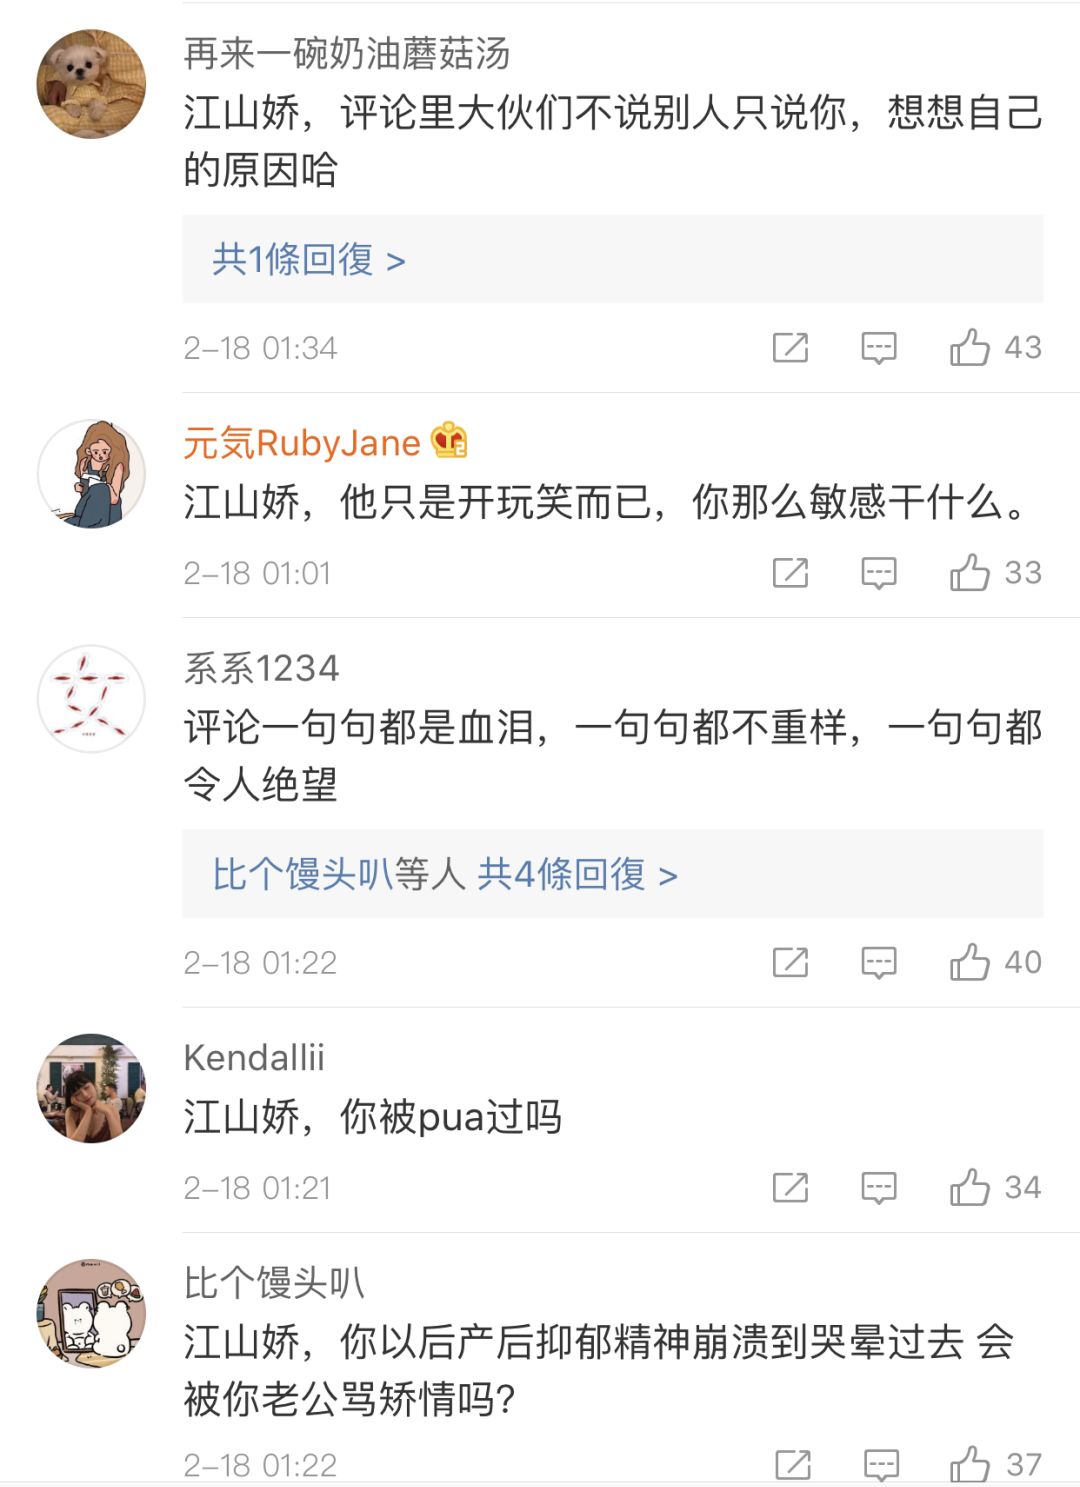 再来一碗奶油蘑菇汤
江山娇，评论里大伙们不说别人只说你，想想自己
的原因哈
共1條回復 >
2-18 01:34
43
元気RubyJane
江山娇，他只是开玩笑而已，你那么敏感干什么。
2-18 01:01
33
系系1234
评论一句句都是血泪，一句句都不重样，一句句都
令人绝望
比个馒头叭等人 共4條回復 >
2-18 01:22
40
Kendallii
江山娇，你被pua过吗
2-18 01:21
34
比个馒头叭
江山娇，你以后产后抑郁精神崩溃到哭晕过去 会
被你老公骂矫情吗？
2-18 01:22
37
女